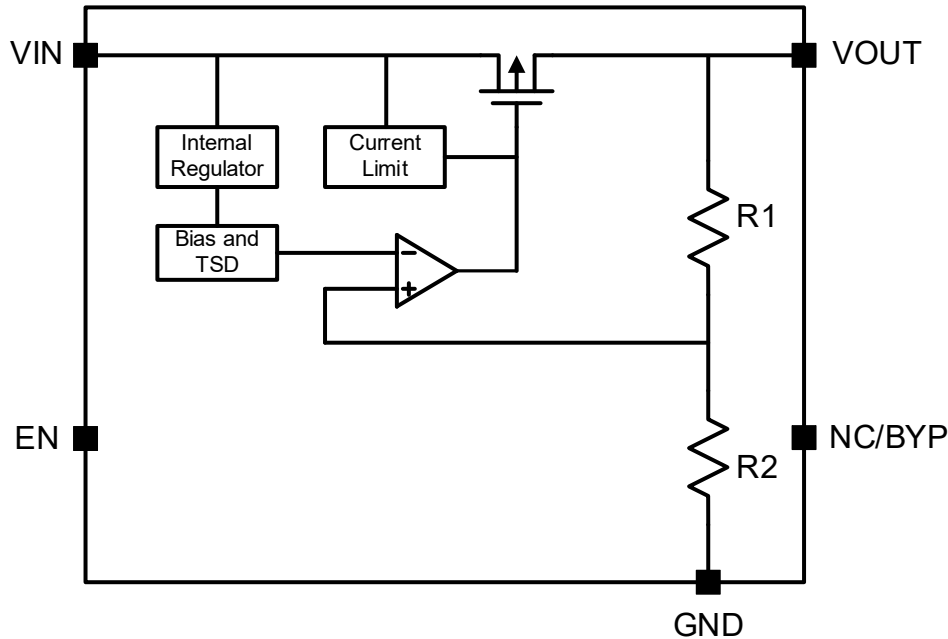 VIN
VOUT
Internal
Regulator
Current
Limit
R1
Bias and
TSD
−
+
EN
NC/BYP
R2
GND